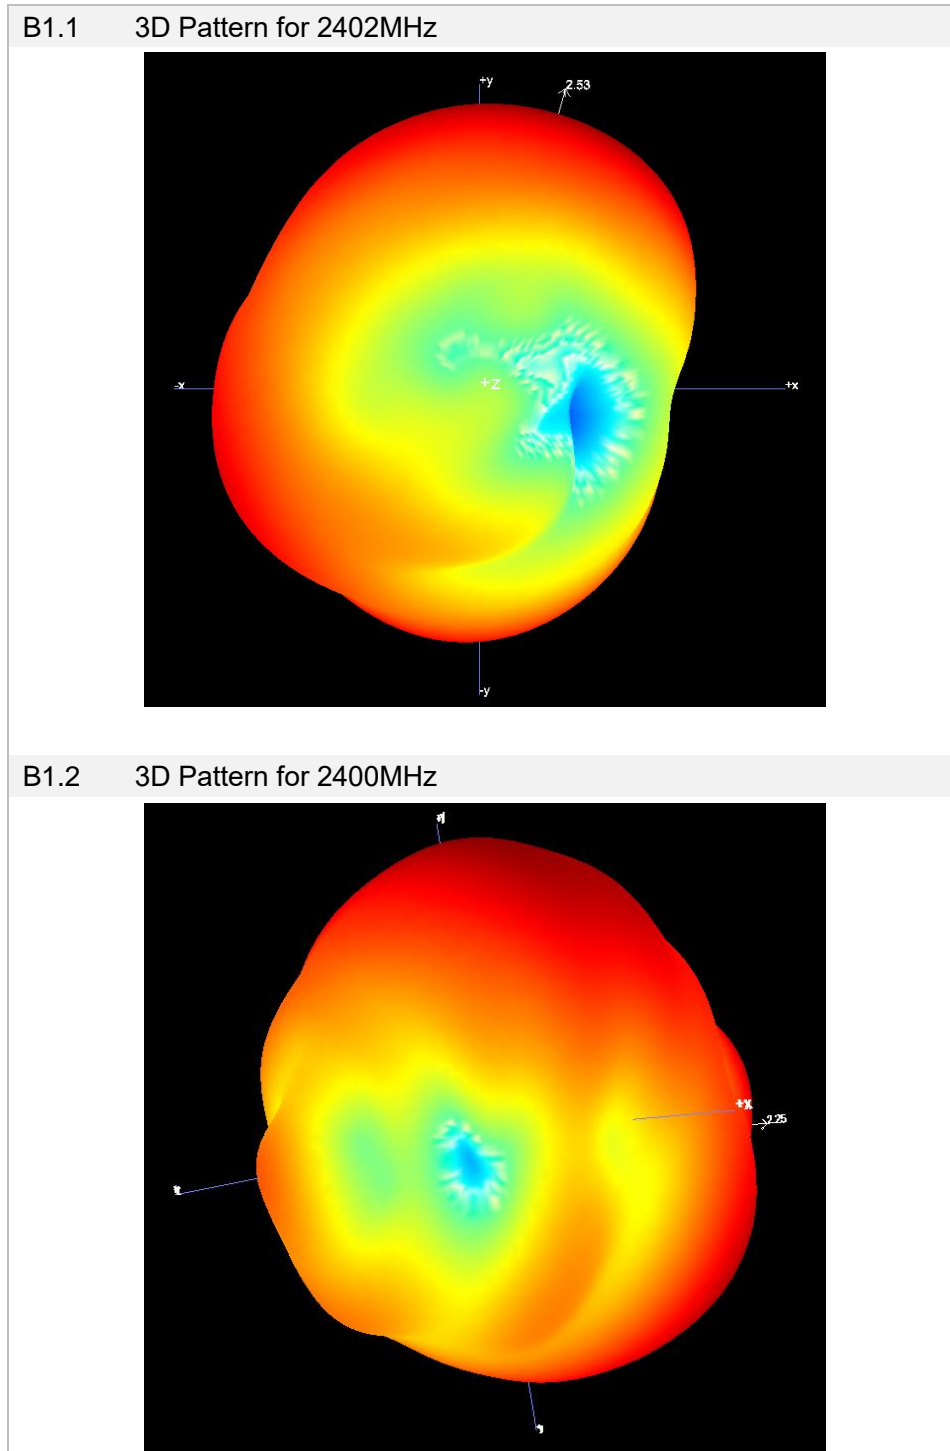 B1.1 3D Pattern for 2402MHz
+y
2.53
-x
+z
+x
-y
B1.2 3D Pattern for 2400MHz
+x
2.25